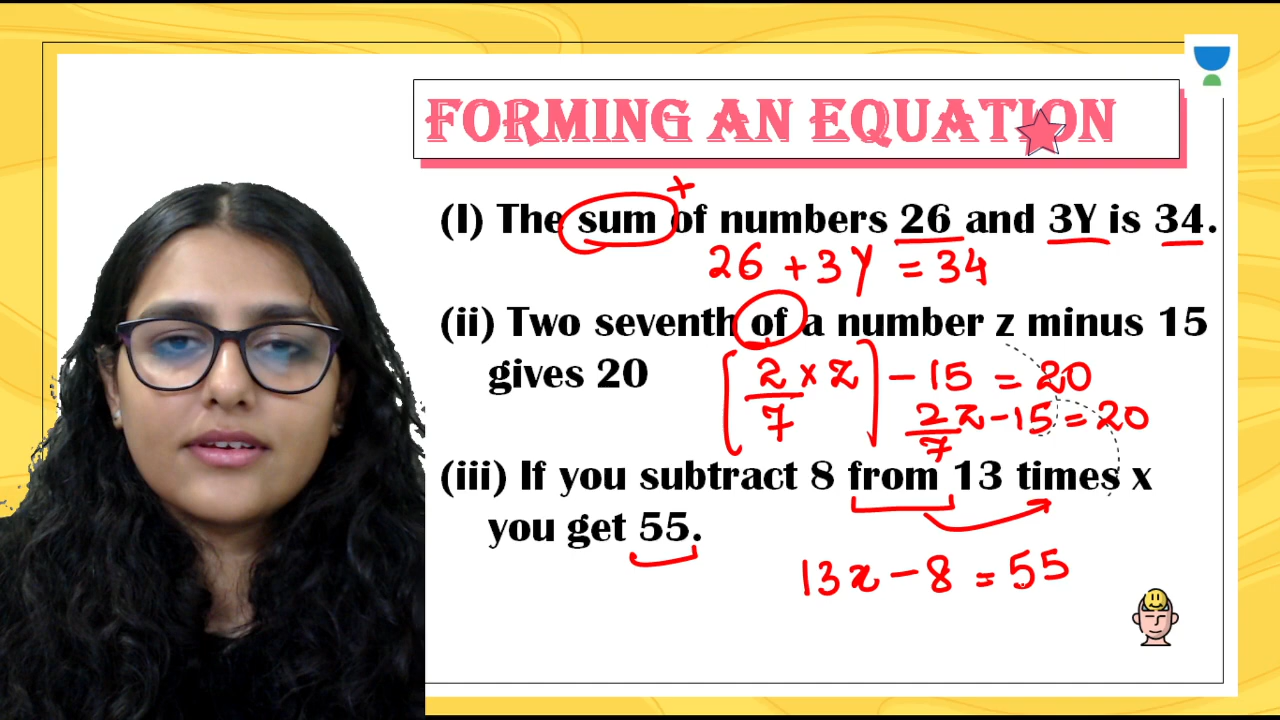 FORMING AN EQUATION
+
(I) The sum of numbers 26 and 3Y is 34.
26 + 3Y = 34
(ii) Two seventh of a number z minus 15
gives 20
[2/7 × z] - 15 = 20
2/7 z - 15 = 20
(iii) If you subtract 8 from 13 times x
you get 55.
13x - 8 = 55